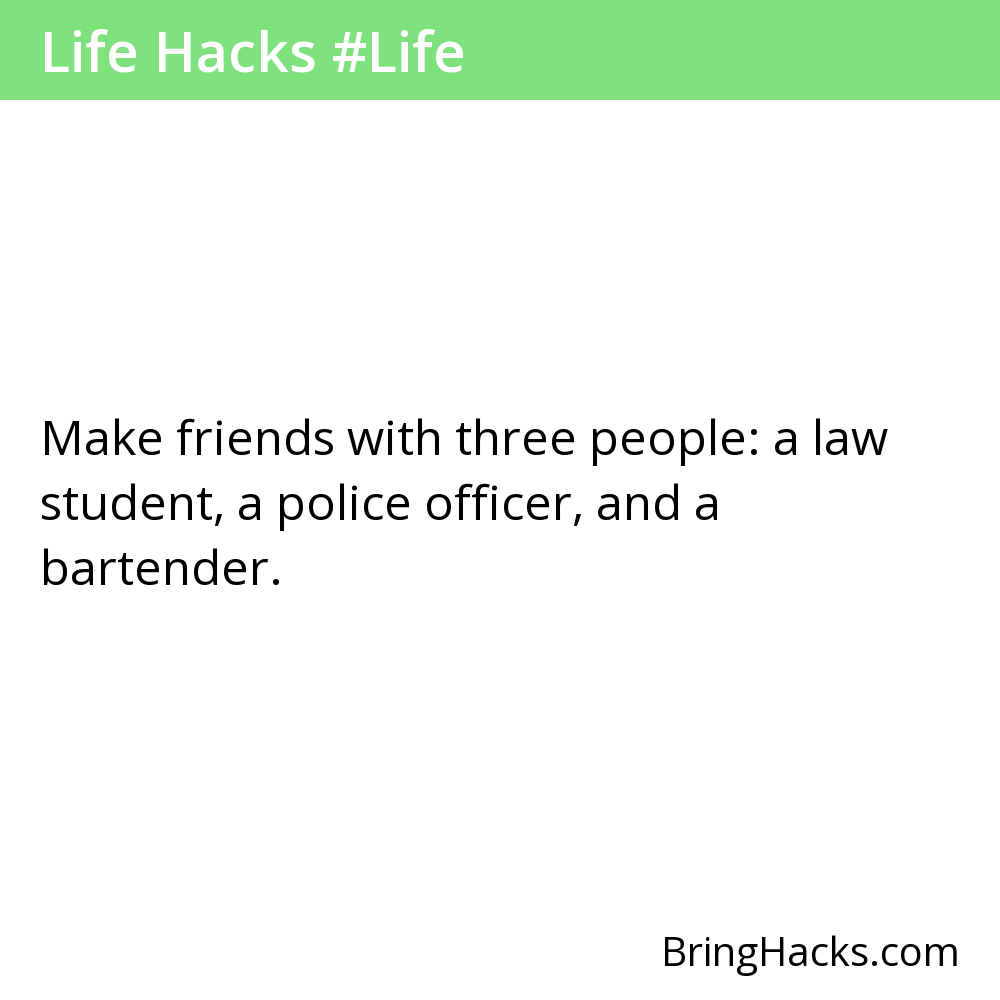 Life Hacks #Life
Make friends with three people: a law
student, a police officer, and a
bartender.
BringHacks.com